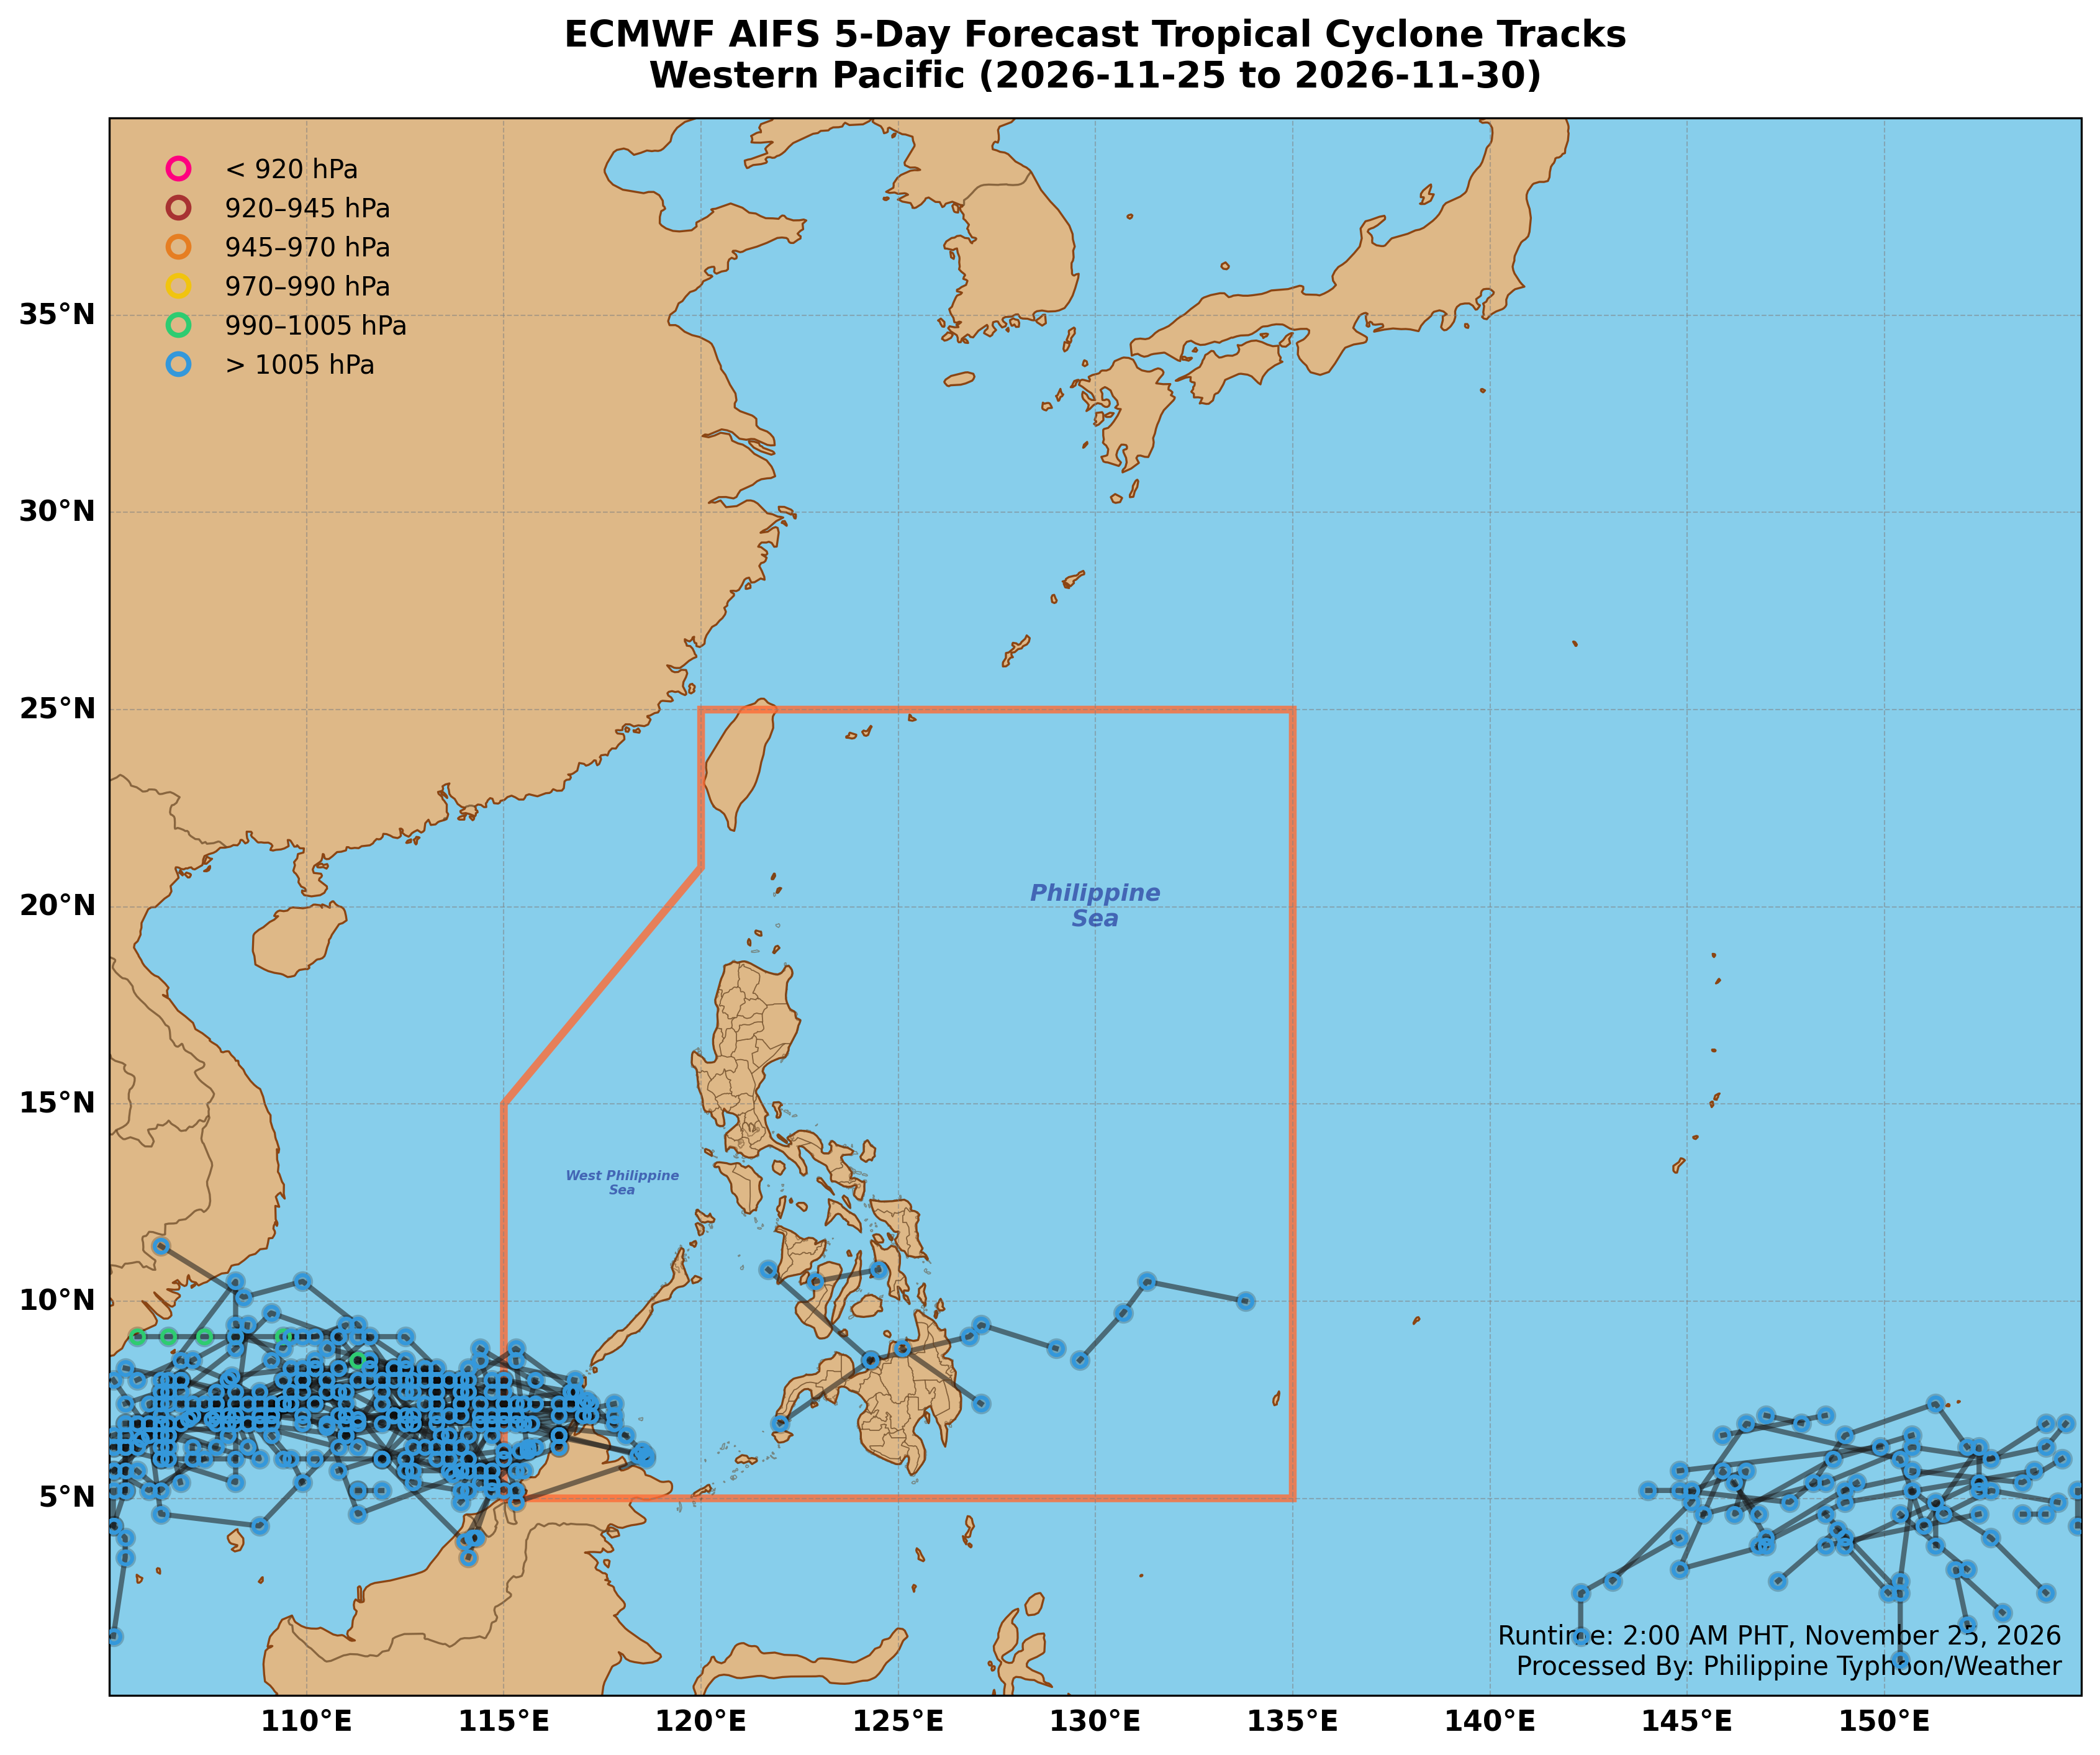 ECMWF AIFS 5-Day Forecast Tropical Cyclone Tracks
Western Pacific (2026-11-25 to 2026-11-30)
< 920 hPa
920–945 hPa
945–970 hPa
970–990 hPa
990–1005 hPa
> 1005 hPa
35°N
30°N
25°N
20°N
15°N
10°N
5°N
Philippine
Sea
West Philippine
Sea
Runtime: 2:00 AM PHT, November 25, 2026
Processed By: Philippine Typhoon/Weather
110°E
115°E
120°E
125°E
130°E
135°E
140°E
145°E
150°E